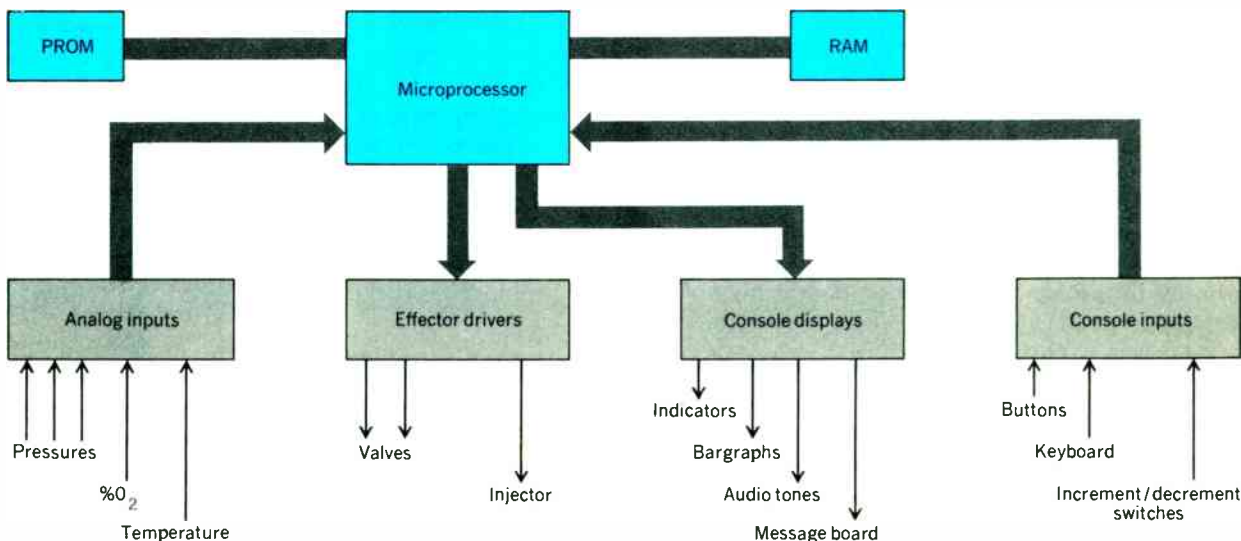 PROM
Microprocessor
RAM
Analog inputs
Effector drivers
Console displays
Console inputs
Pressures
%O2
Temperature
Valves
Injector
Indicators
Bargraphs
Audio tones
Message board
Buttons
Keyboard
Increment/decrement
switches